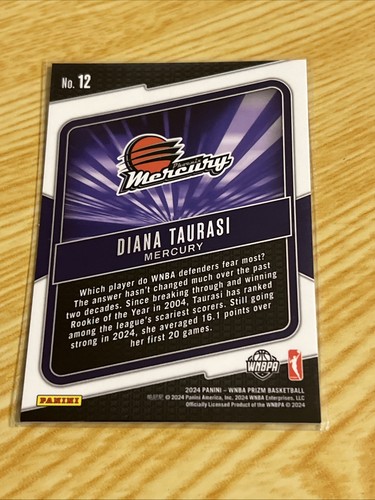 No. 12
Phoenix
Mercury
DIANA TAURASI
MERCURY
Which player do WNBA defenders fear most?
The answer hasn't changed much over the past
two decades. Since breaking through and winning
Rookie of the Year in 2004, Taurasi has ranked
among the league's scariest scorers. Still going
strong in 2024, she averaged 16.1 points over
her first 20 games.
WNBPA
PANINI
2024 PANINI – WNBA PRIZM BASKETBALL
© 2024 Panini America, Inc. 2024 WNBA Enterprises, LLC
Officially Licensed Product of the WNBPA © 2024